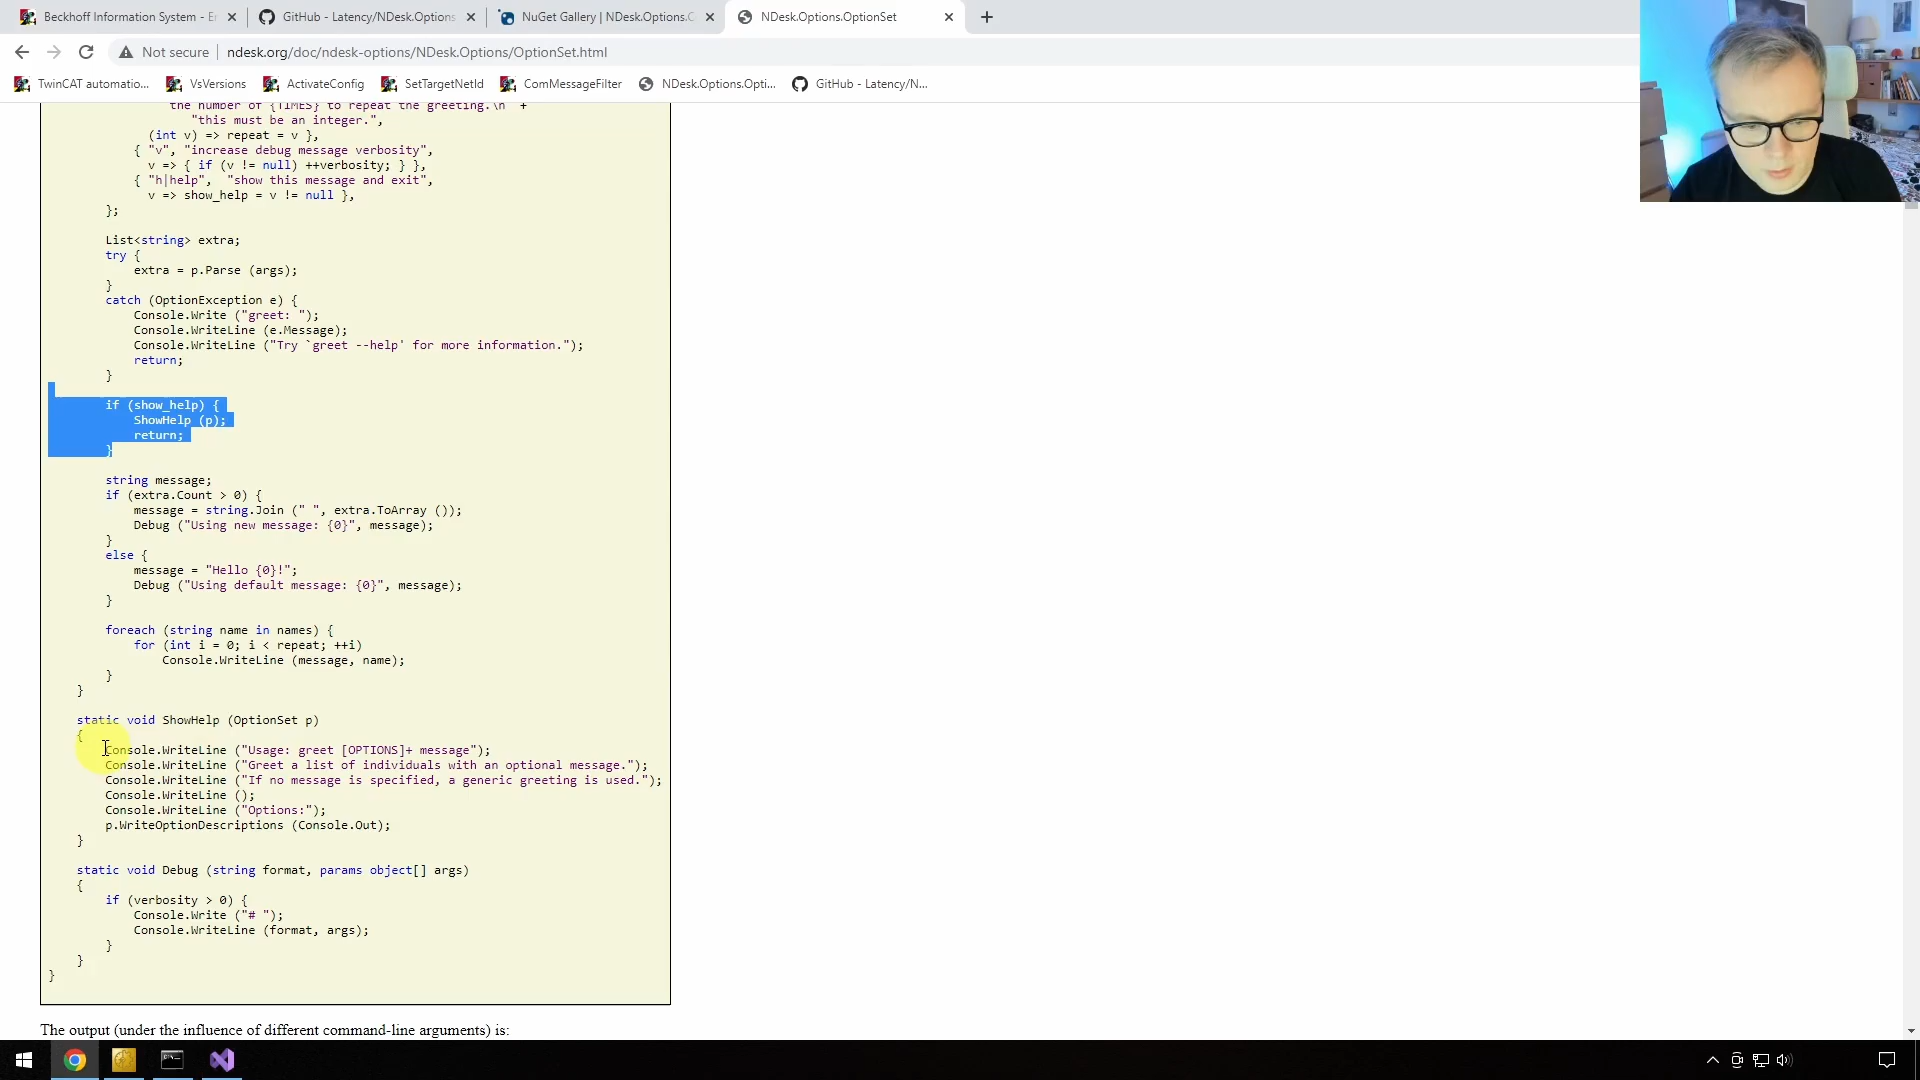 Beckhoff Information System - Er
GitHub - Latency/NDesk.Options
NuGet Gallery | NDesk.Options.C
NDesk.Options.OptionSet
Not secure
ndesk.org/doc/ndesk-options/NDesk.Options/OptionSet.html
TwinCAT automatio...
VsVersions
ActivateConfig
SetTargetNetId
ComMessageFilter
NDesk.Options.Opti...
GitHub - Latency/N...
the number of {TIMES} to repeat the greeting.\n" +
"this must be an integer.",
(int v) => repeat = v },
{ "v", "increase debug message verbosity",
v => { if (v != null) ++verbosity; } },
{ "h|help",  "show this message and exit",
v => show_help = v != null },
};
List<string> extra;
try {
extra = p.Parse (args);
}
catch (OptionException e) {
Console.Write ("greet: ");
Console.WriteLine (e.Message);
Console.WriteLine ("Try `greet --help' for more information.");
return;
}
if (show_help) {
ShowHelp (p);
return;
}
string message;
if (extra.Count > 0) {
message = string.Join (" ", extra.ToArray ());
Debug ("Using new message: {0}", message);
}
else {
message = "Hello {0}!";
Debug ("Using default message: {0}", message);
}
foreach (string name in names) {
for (int i = 0; i < repeat; ++i)
Console.WriteLine (message, name);
}
}
static void ShowHelp (OptionSet p)
{
Console.WriteLine ("Usage: greet [OPTIONS]+ message");
Console.WriteLine ("Greet a list of individuals with an optional message.");
Console.WriteLine ("If no message is specified, a generic greeting is used.");
Console.WriteLine ();
Console.WriteLine ("Options:");
p.WriteOptionDescriptions (Console.Out);
}
static void Debug (string format, params object[] args)
{
if (verbosity > 0) {
Console.Write ("# ");
Console.WriteLine (format, args);
}
}
}
The output (under the influence of different command-line arguments) is: